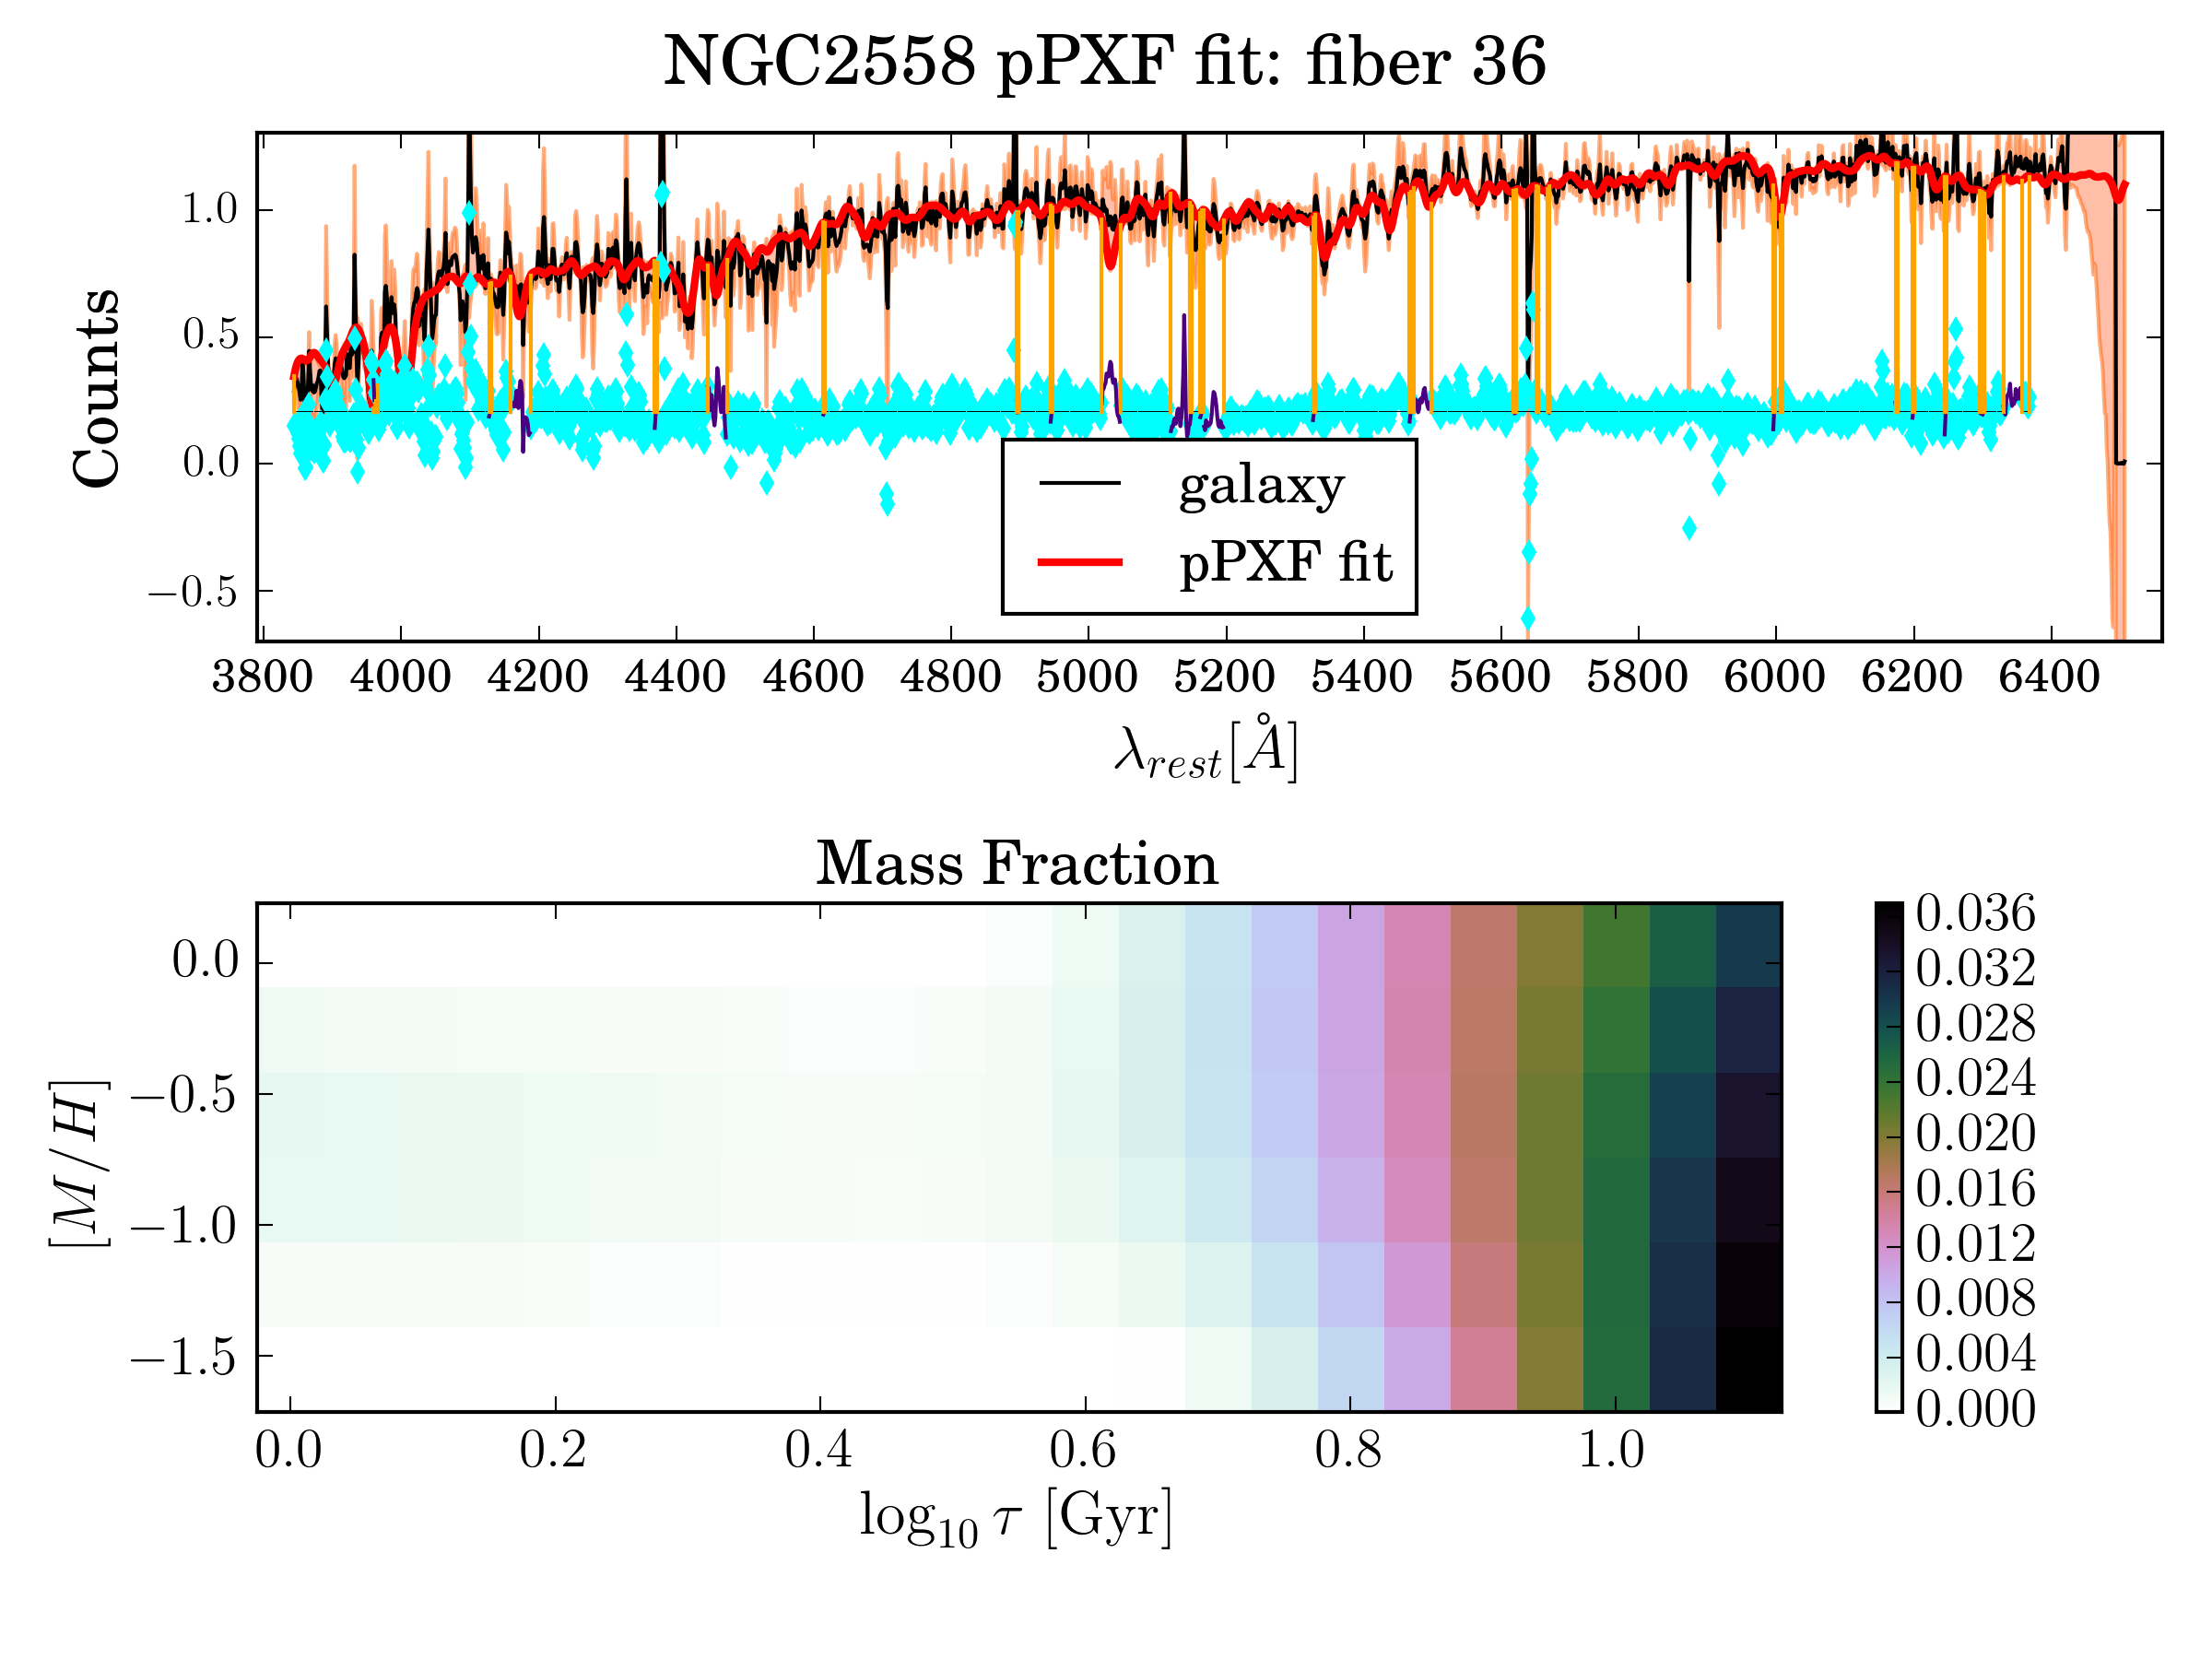 NGC2558 pPXF fit: fiber 36
Counts
1.0
0.5
0.0
−0.5
galaxy
pPXF fit
3800 4000 4200 4400 4600 4800 5000 5200 5400 5600 5800 6000 6200 6400
λrest[Å]
Mass Fraction
[M/H]
0.0
−0.5
−1.0
−1.5
0.0 0.2 0.4 0.6 0.8 1.0
log10 τ [Gyr]
0.036
0.032
0.028
0.024
0.020
0.016
0.012
0.008
0.004
0.000